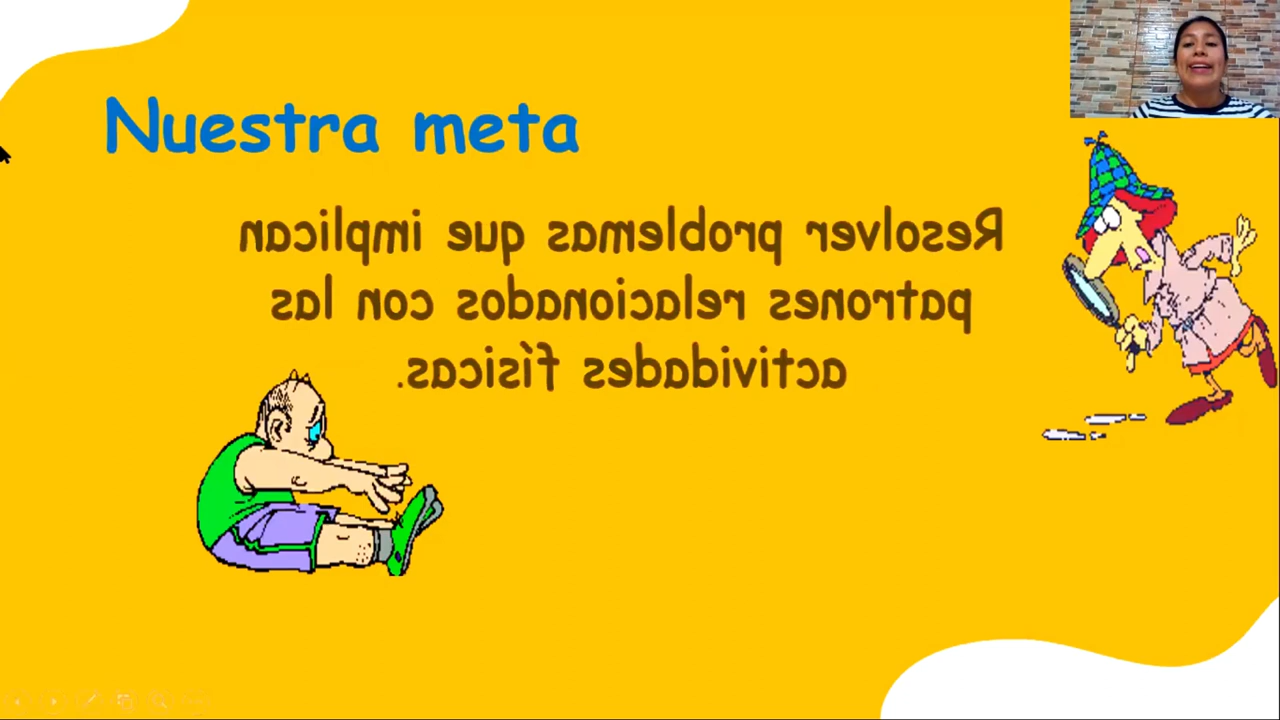 Nuestra meta
Resolver problemas que implican
patrones relacionados con las
actividades físicas.